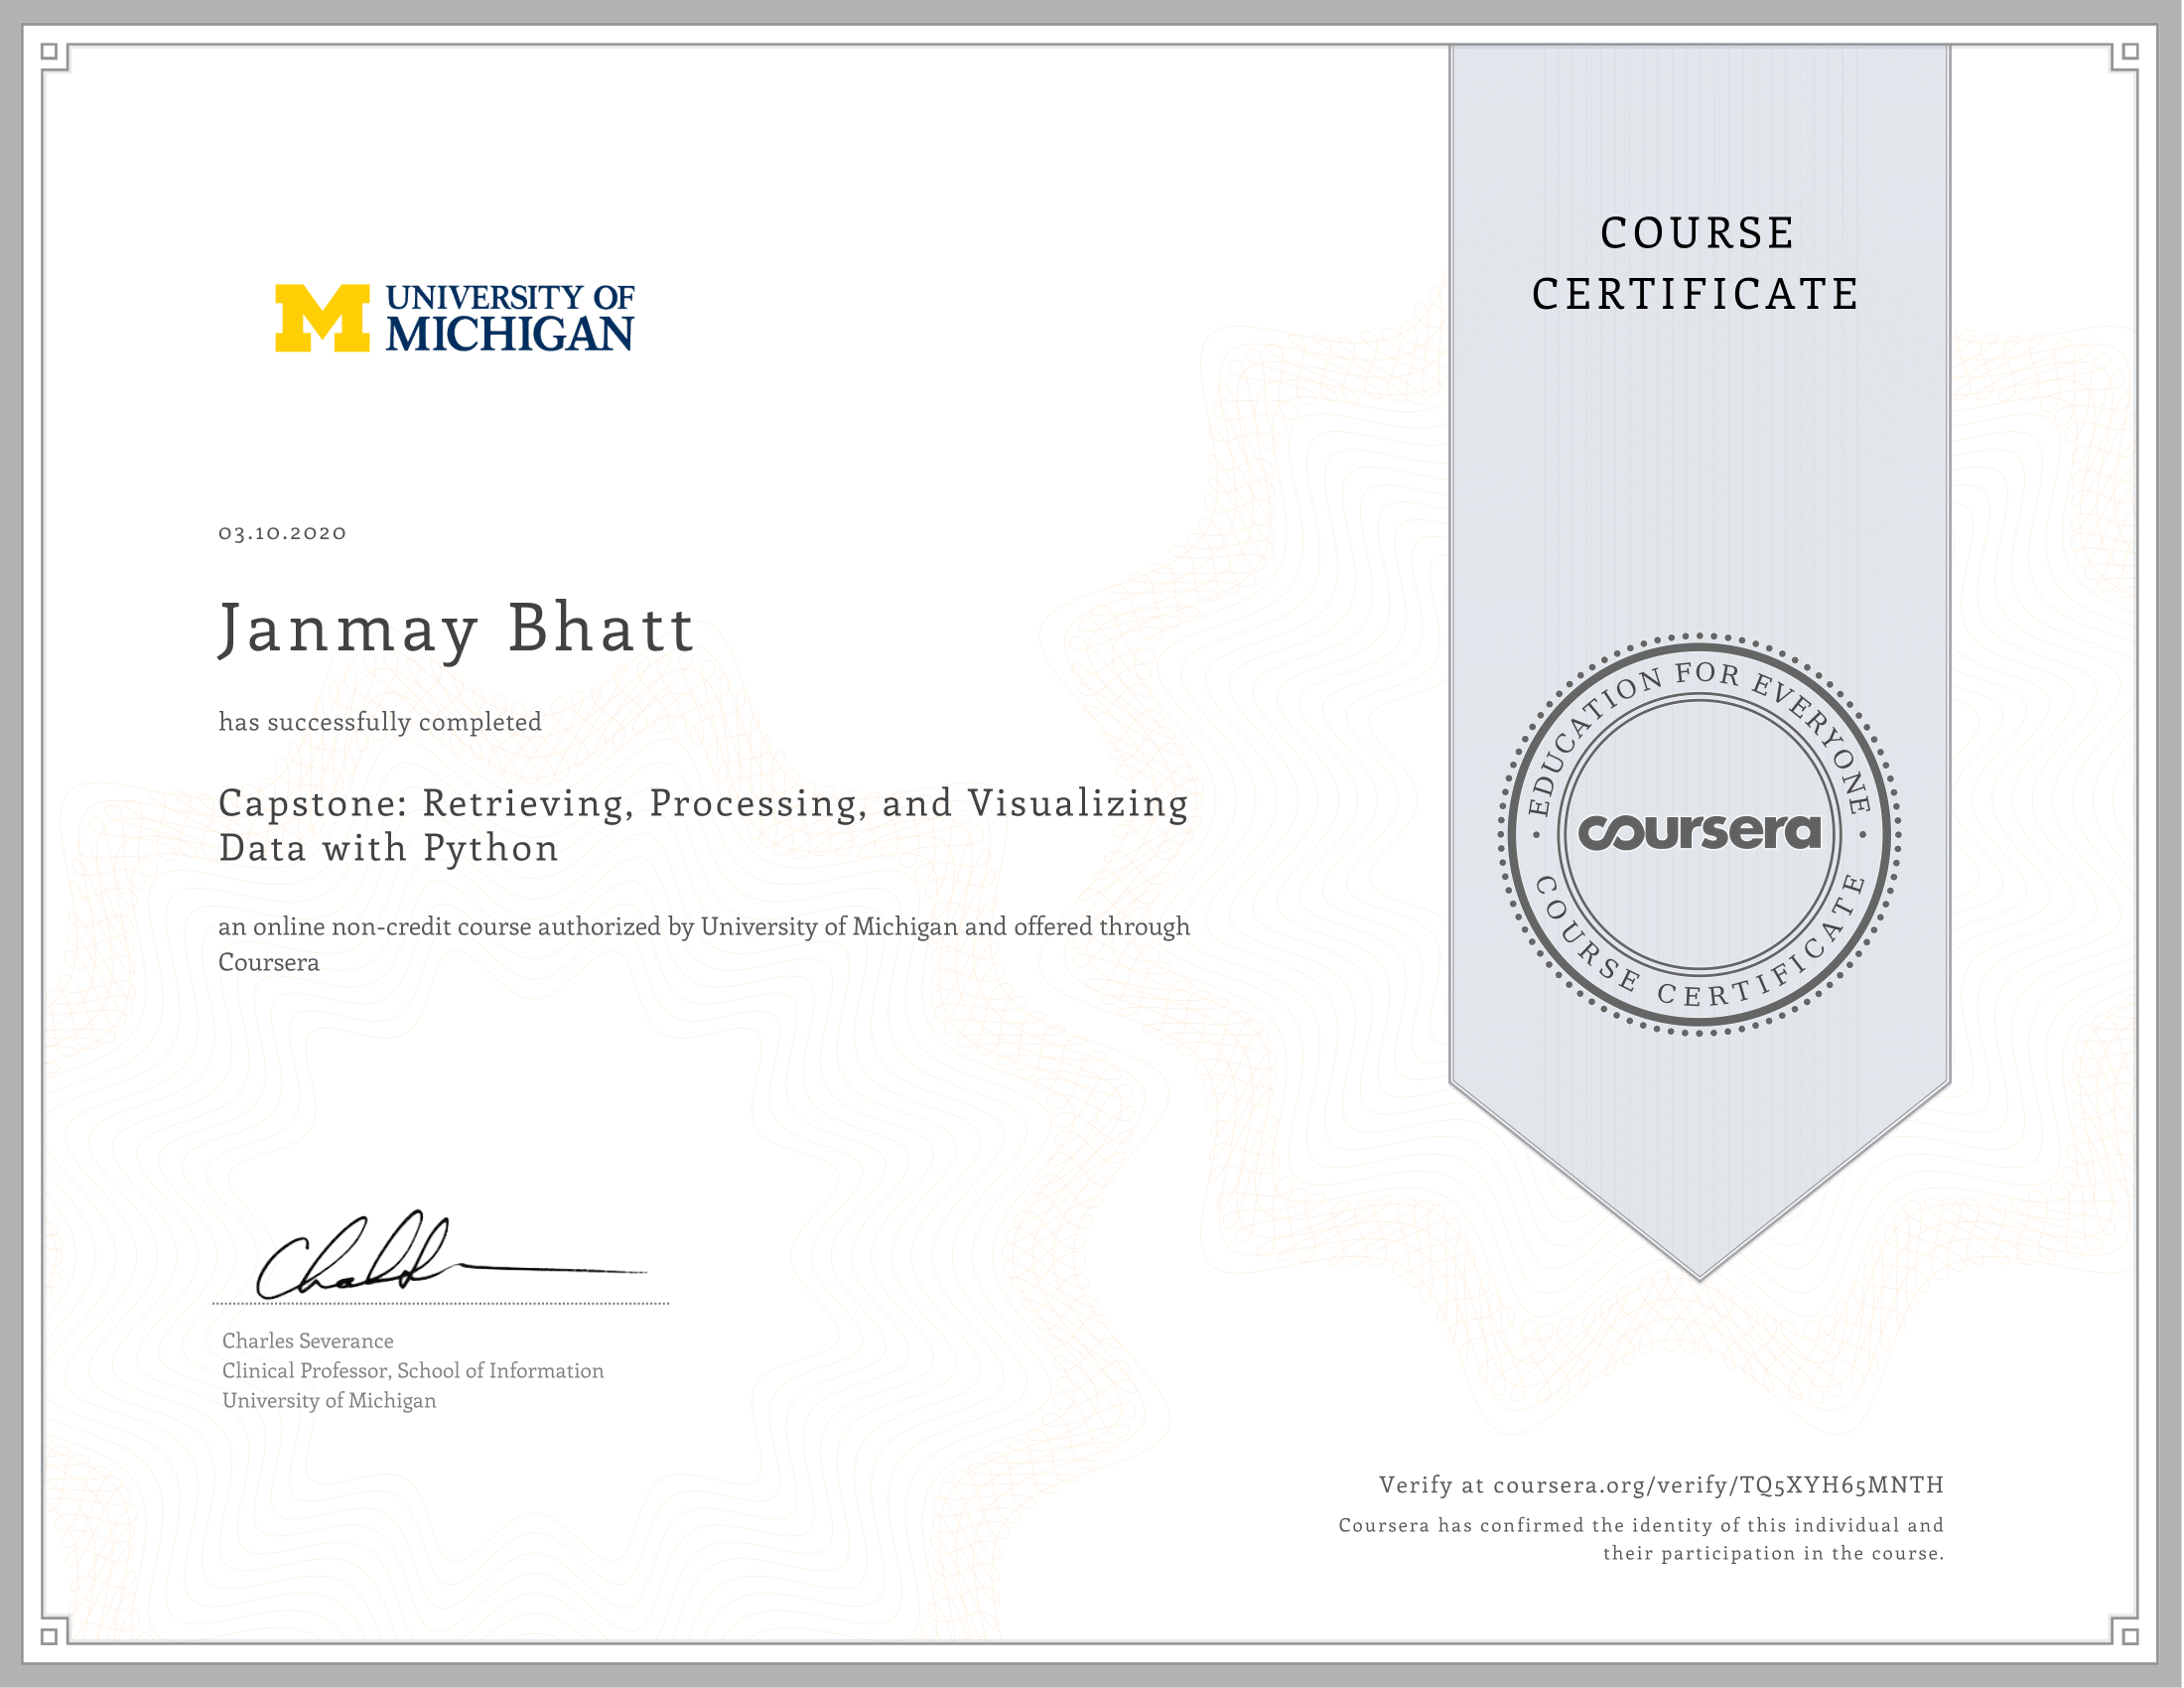 UNIVERSITY OF
MICHIGAN
COURSE
CERTIFICATE
03.10.2020
Janmay Bhatt
has successfully completed
Capstone: Retrieving, Processing, and Visualizing
Data with Python
an online non-credit course authorized by University of Michigan and offered through
Coursera
EDUCATION FOR EVERYONE
coursera
COURSE CERTIFICATE
Charles Severance
Clinical Professor, School of Information
University of Michigan
Verify at coursera.org/verify/TQ5XYH65MNTH
Coursera has confirmed the identity of this individual and
their participation in the course.